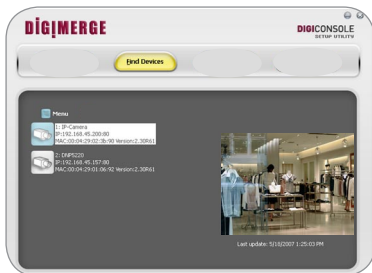 DIGIMERGE
DIGICONSOLE
SETUP UTILITY
Find Devices
Menu
1: IP-Camera
IP:192.168.45.200:80
MAC:00:04:29:02:3b:90 Version:2.30R61
2: DNP5220
IP:192.168.45.157:80
MAC:00:04:29:01:06:92 Version:2.30R61
Last update: 5/18/2007 1:25:03 PM